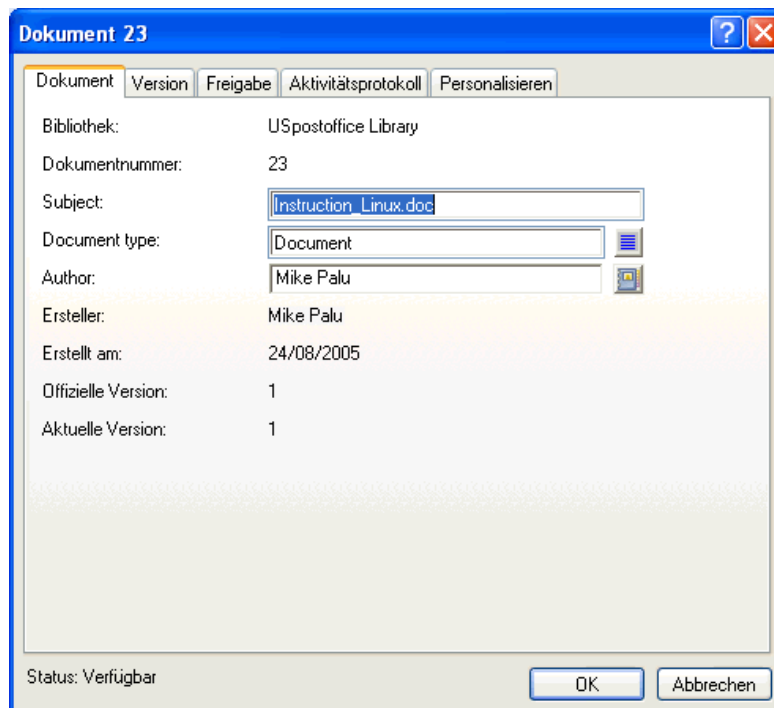 Dokument 23
Dokument Version Freigabe Aktivitätsprotokoll Personalisieren
Bibliothek: USpostoffice Library
Dokumentnummer: 23
Subject: Instruction_Linux.doc
Document type: Document
Author: Mike Palu
Ersteller: Mike Palu
Erstellt am: 24/08/2005
Offizielle Version: 1
Aktuelle Version: 1
Status: Verfügbar OK Abbrechen